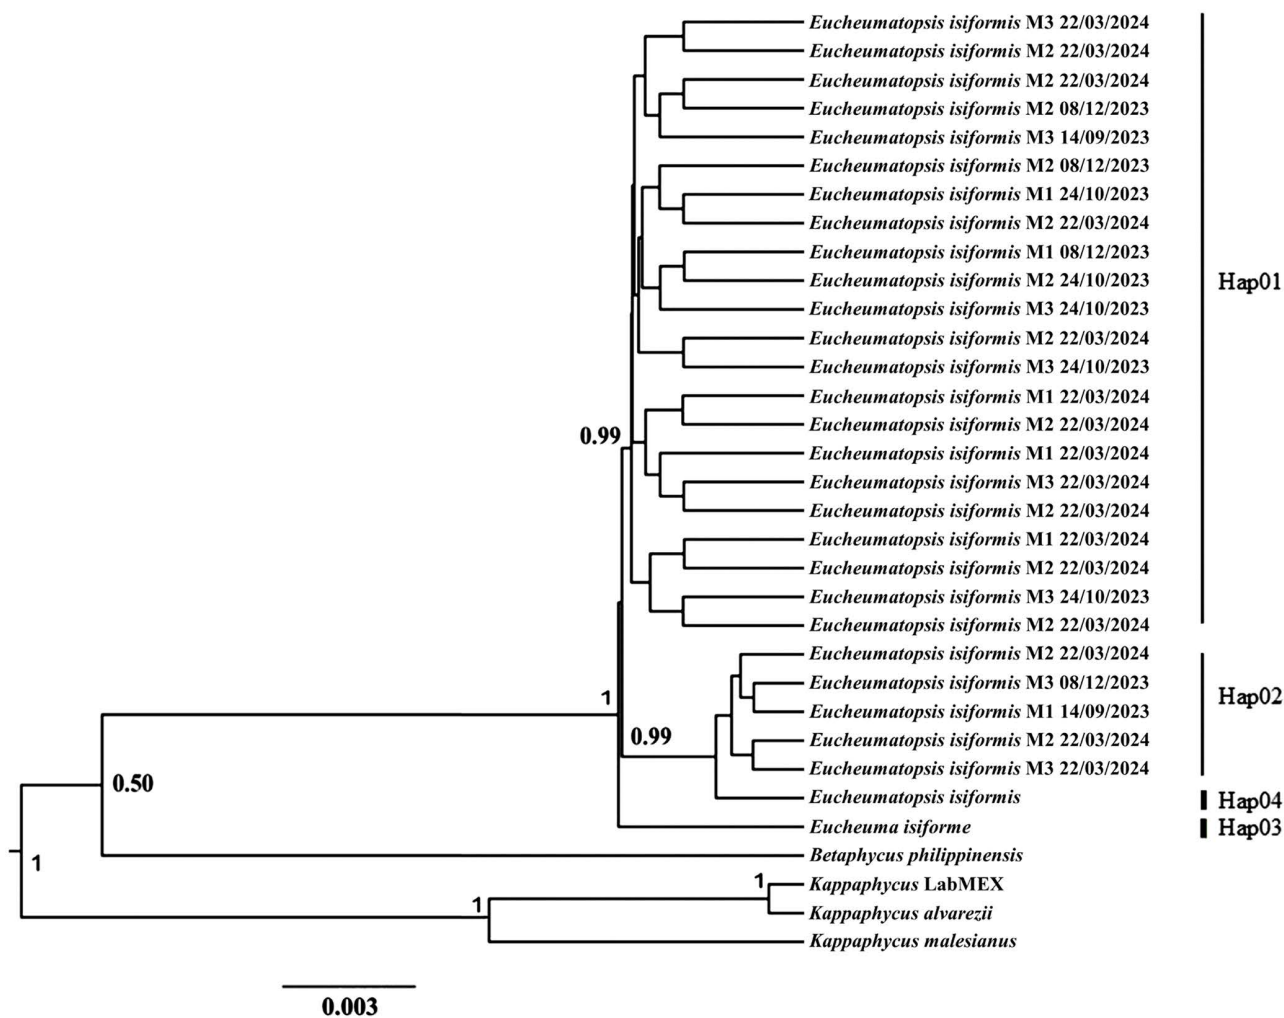 Eucheumatopsis isiformis M3 22/03/2024
Eucheumatopsis isiformis M2 22/03/2024
Eucheumatopsis isiformis M2 22/03/2024
Eucheumatopsis isiformis M2 08/12/2023
Eucheumatopsis isiformis M3 14/09/2023
Eucheumatopsis isiformis M2 08/12/2023
Eucheumatopsis isiformis M1 24/10/2023
Eucheumatopsis isiformis M2 22/03/2024
Eucheumatopsis isiformis M1 08/12/2023
Eucheumatopsis isiformis M2 24/10/2023
Hap01
Eucheumatopsis isiformis M3 24/10/2023
Eucheumatopsis isiformis M2 22/03/2024
Eucheumatopsis isiformis M3 24/10/2023
Eucheumatopsis isiformis M1 22/03/2024
Eucheumatopsis isiformis M2 22/03/2024
0.99
Eucheumatopsis isiformis M1 22/03/2024
Eucheumatopsis isiformis M3 22/03/2024
Eucheumatopsis isiformis M2 22/03/2024
Eucheumatopsis isiformis M1 22/03/2024
Eucheumatopsis isiformis M2 22/03/2024
Eucheumatopsis isiformis M3 24/10/2023
Eucheumatopsis isiformis M2 22/03/2024
Eucheumatopsis isiformis M2 22/03/2024
Eucheumatopsis isiformis M3 08/12/2023
Hap02
1
Eucheumatopsis isiformis M1 14/09/2023
0.99
Eucheumatopsis isiformis M2 22/03/2024
Eucheumatopsis isiformis M3 22/03/2024
0.50
Eucheumatopsis isiformis
Hap04
Eucheuma isiforme
Hap03
Betaphycus philippinensis
1
1
Kappaphycus LabMEX
1
Kappaphycus alvarezii
Kappaphycus malesianus
0.003